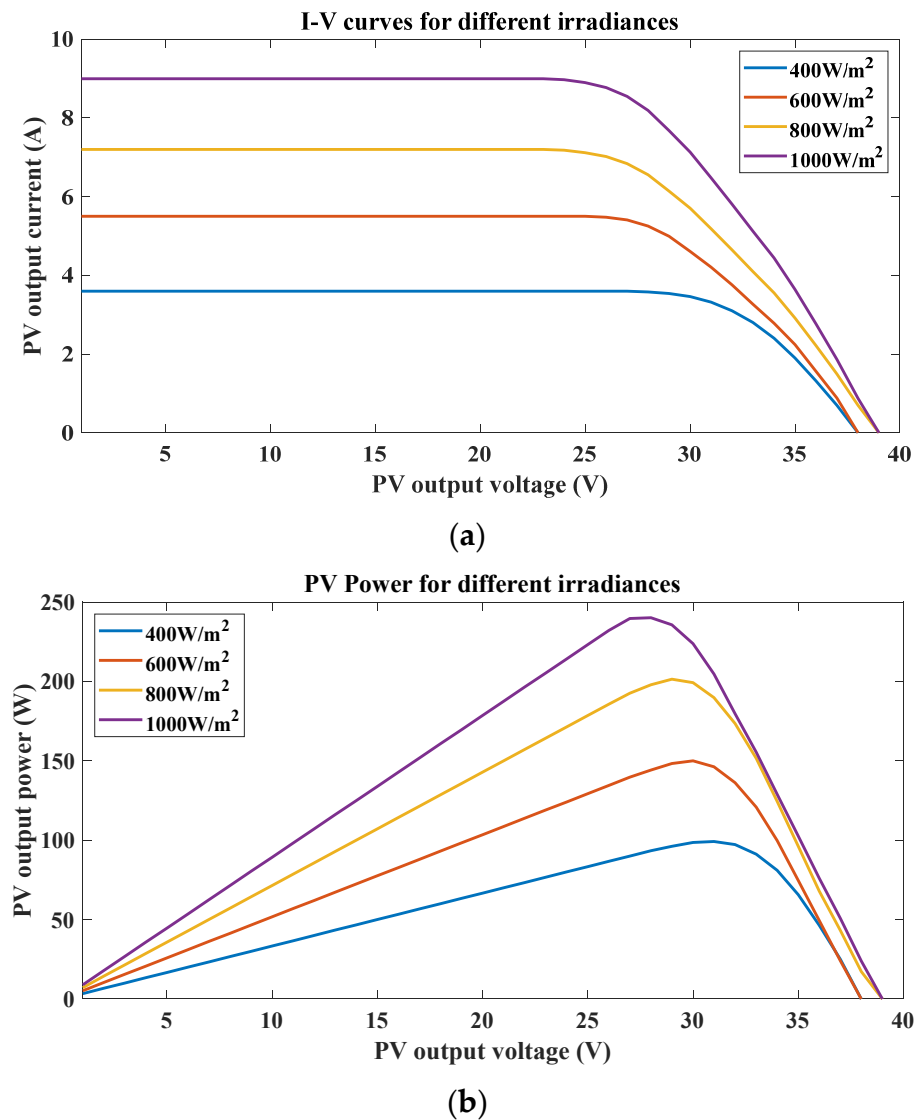 I-V curves for different irradiances
10
8
6
4
2
0
PV output current (A)
400W/m²
600W/m²
800W/m²
1000W/m²
5 10 15 20 25 30 35 40
PV output voltage (V)
(a)
PV Power for different irradiances
250
200
150
100
50
0
PV output power (W)
400W/m²
600W/m²
800W/m²
1000W/m²
5 10 15 20 25 30 35 40
PV output voltage (V)
(b)